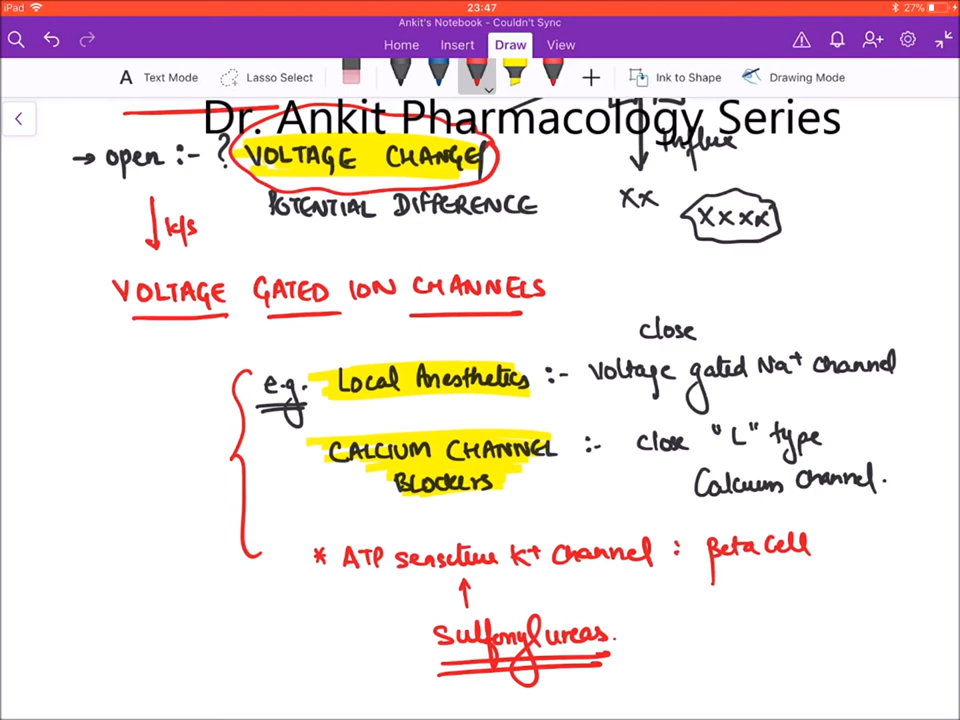 iPad 23:47 27%
Ankit's Notebook - Couldn't Sync
Home Insert Draw View
A Text Mode Lasso Select Ink to Shape Drawing Mode
Dr. Ankit Pharmacology Series
→ open :- ? VOLTAGE CHANGE
POTENTIAL DIFFERENCE
XX
XXXX
k/s
VOLTAGE GATED ION CHANNELS
close
e.g. Local Anesthetics :- Voltage gated Na+ channel
CALCIUM CHANNEL BLOCKERS :- close "L" type
Calcium channel.
* ATP sensitive K+ Channel : Beta cell
Sulfonylureas.